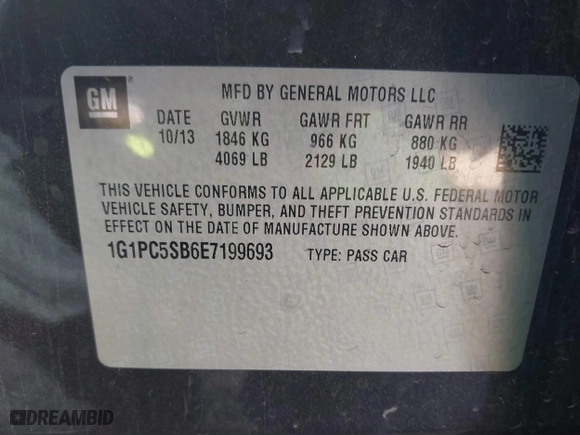 GM
MFD BY GENERAL MOTORS LLC
DATE GVWR GAWR FRT GAWR RR
10/13 1846 KG 966 KG 880 KG
4069 LB 2129 LB 1940 LB
THIS VEHICLE CONFORMS TO ALL APPLICABLE U.S. FEDERAL MOTOR
VEHICLE SAFETY, BUMPER, AND THEFT PREVENTION STANDARDS IN
EFFECT ON THE DATE OF MANUFACTURE SHOWN ABOVE.
1G1PC5SB6E7199693 TYPE: PASS CAR
DREAMBID